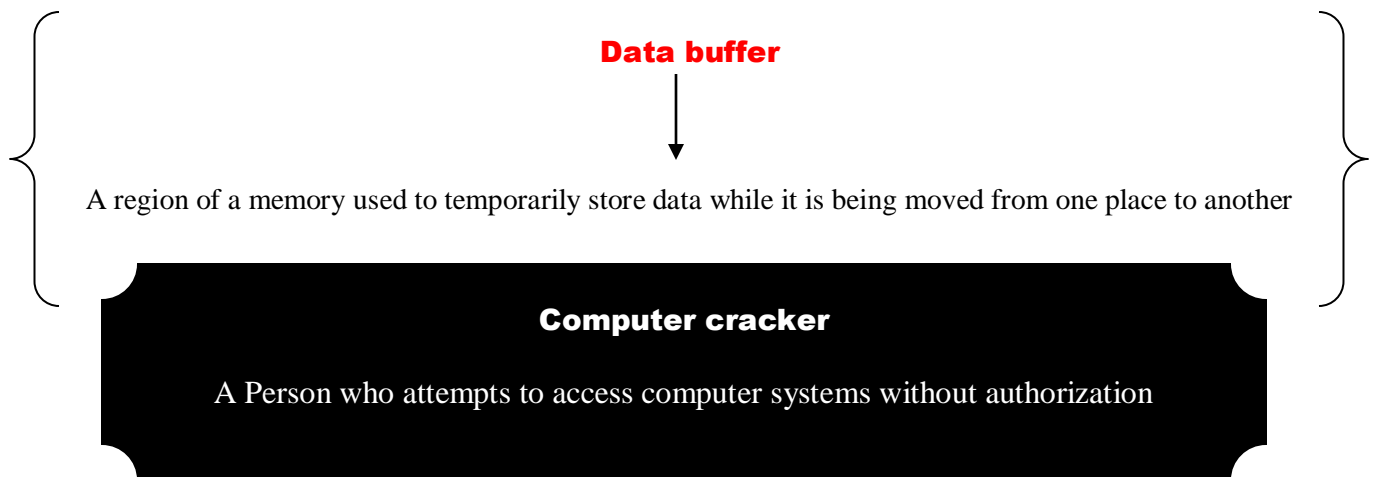 Data buffer
A region of a memory used to temporarily store data while it is being moved from one place to another
Computer cracker
A Person who attempts to access computer systems without authorization